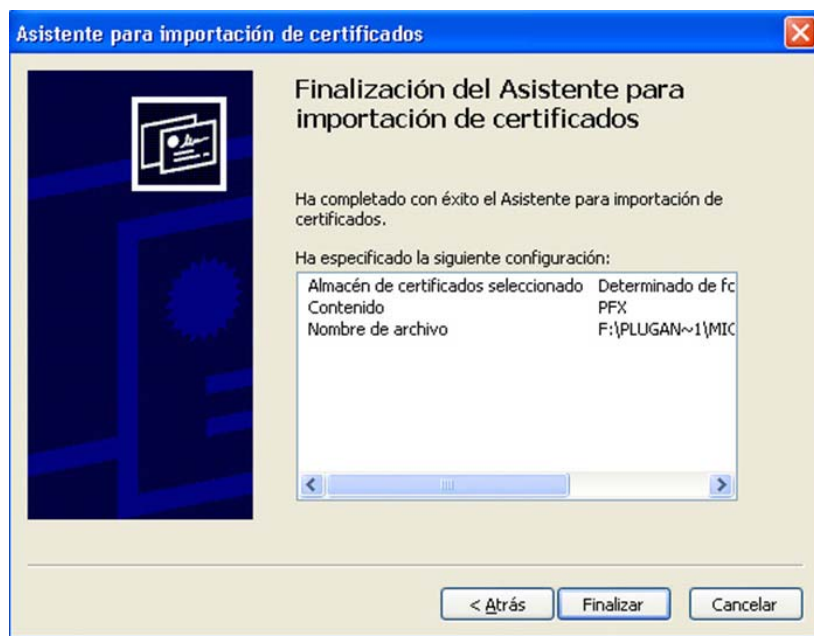 Asistente para importación de certificados
Finalización del Asistente para
importación de certificados
Ha completado con éxito el Asistente para importación de
certificados.
Ha especificado la siguiente configuración:
Almacén de certificados seleccionado Determinado de fo
Contenido PFX
Nombre de archivo F:\PLUGAN~1\MIC
< Atrás Finalizar Cancelar